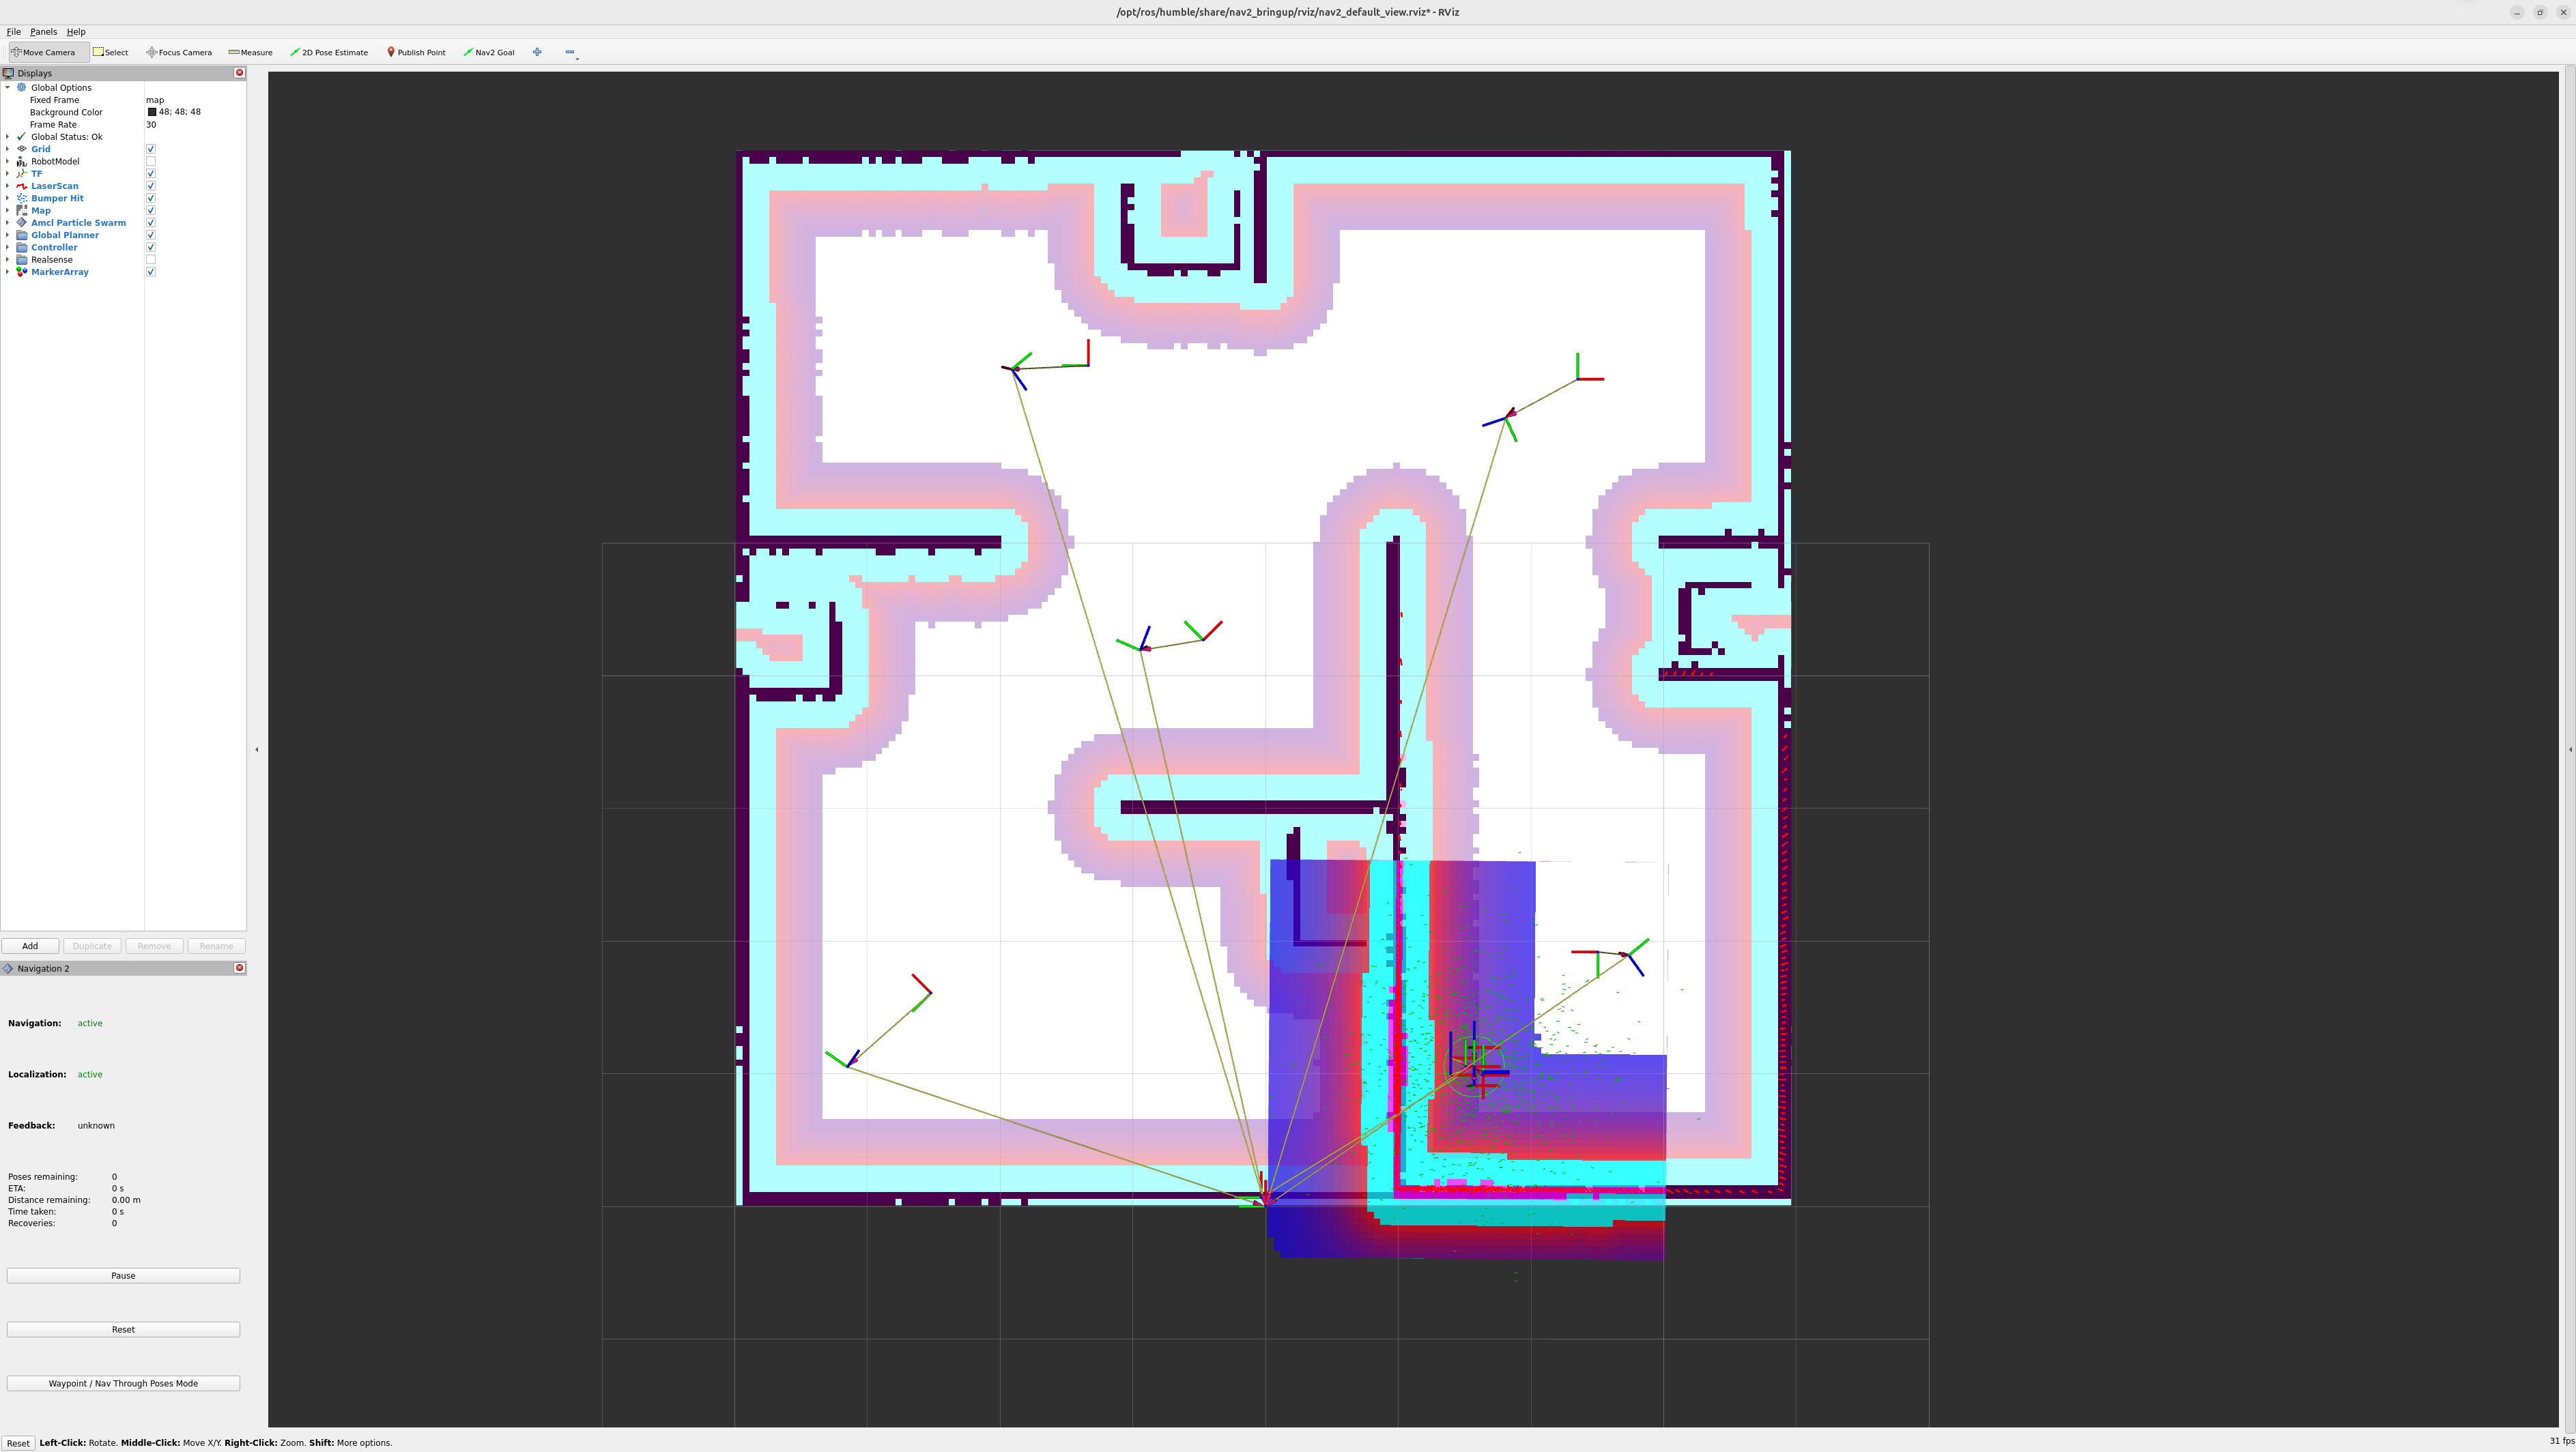 /opt/ros/humble/share/nav2_bringup/rviz/nav2_default_view.rviz* - RViz
File Panels Help
Move Camera Select Focus Camera Measure 2D Pose Estimate Publish Point Nav2 Goal
Displays
Global Options
Fixed Frame map
Background Color 48; 48; 48
Frame Rate 30
Global Status: Ok
Grid
RobotModel
TF
LaserScan
Bumper Hit
Map
Amcl Particle Swarm
Global Planner
Controller
Realsense
MarkerArray
Add Duplicate Remove Rename
Navigation 2
Navigation: active
Localization: active
Feedback: unknown
Poses remaining: 0
ETA: 0 s
Distance remaining: 0.00 m
Time taken: 0 s
Recoveries: 0
Pause
Reset
Waypoint / Nav Through Poses Mode
Reset Left-Click: Rotate. Middle-Click: Move X/Y. Right-Click: Zoom. Shift: More options. 31 fps